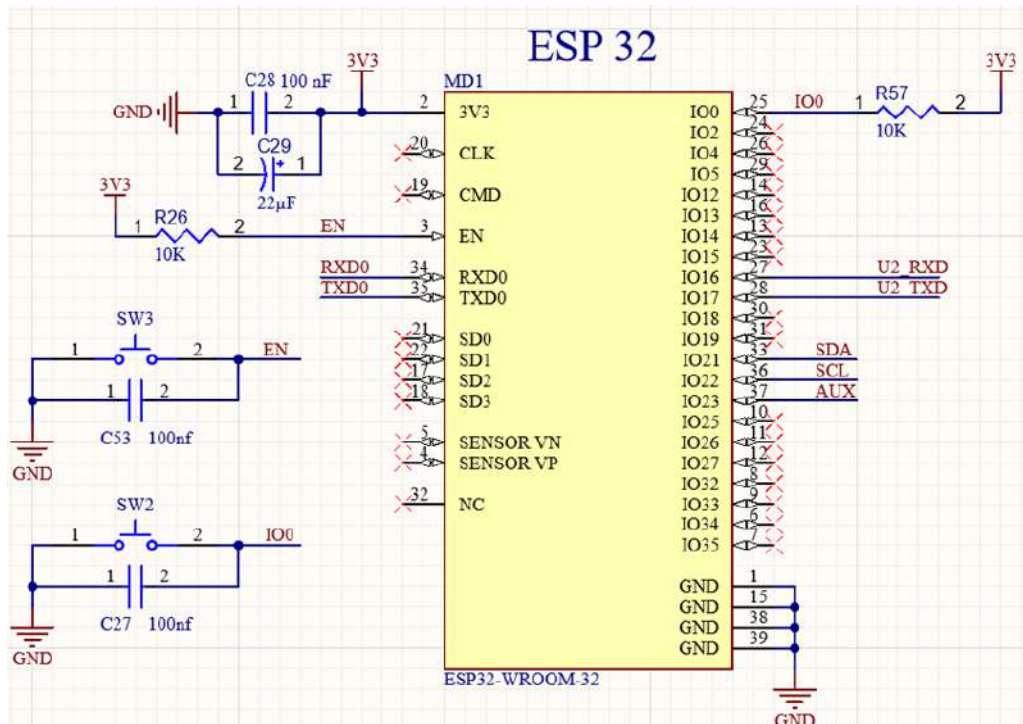 ESP 32
3V3
C28 100 nF
GND
1 2
C29
2 1
22µF
3V3
R26
1 2
10K
EN
RXD0
TXD0
SW3
1 2
EN
1 2
C53 100nf
GND
SW2
1 2
IO0
1 2
C27 100nf
GND
MD1
2 3V3
20 CLK
19 CMD
3 EN
34 RXD0
35 TXD0
21 SD0
22 SD1
17 SD2
18 SD3
5 SENSOR VN
4 SENSOR VP
32 NC
IO0 25 IO0
IO2 24
IO4 26
IO5 29
IO12 14
IO13 16
IO14 13
IO15 23
IO16 27 U2_RXD
IO17 28 U2_TXD
IO18 30
IO19 31
IO21 33 SDA
IO22 36 SCL
IO23 37 AUX
IO25 10
IO26 11
IO27 12
IO32 8
IO33 9
IO34 6
IO35 7
GND 1
GND 15
GND 38
GND 39
ESP32-WROOM-32
GND
3V3
R57
1 2
10K